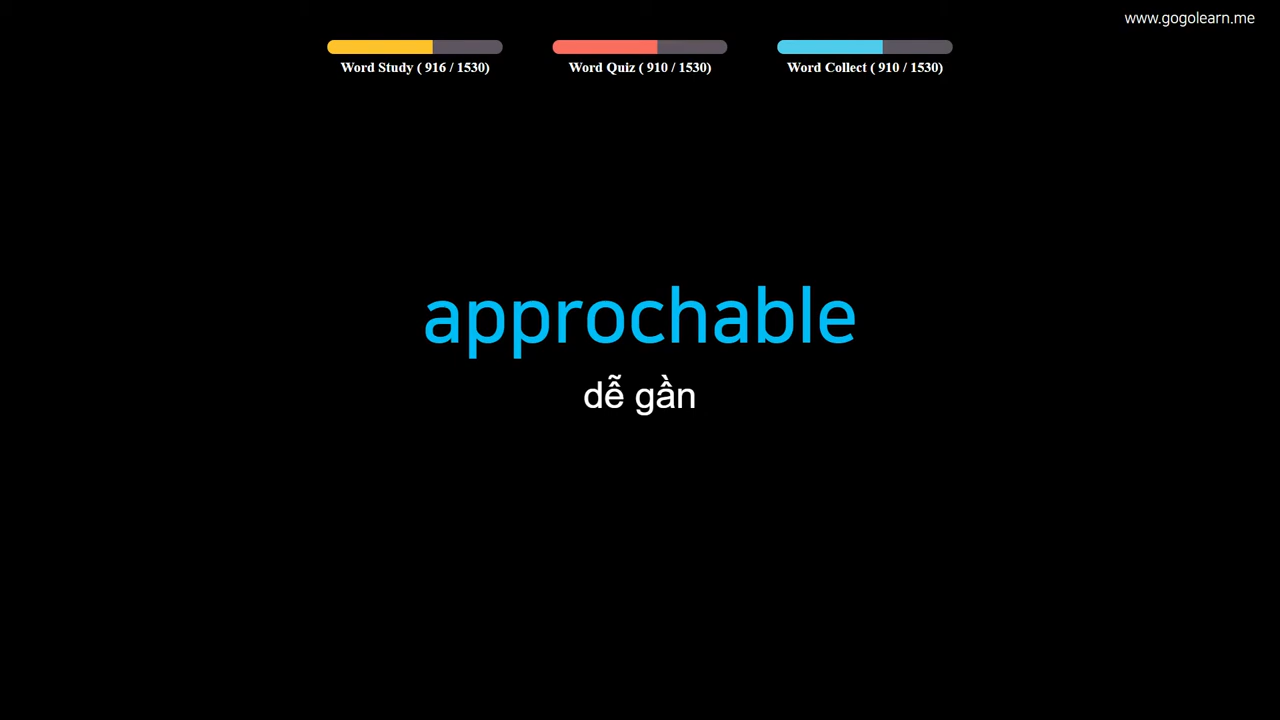 www.gogolearn.me
Word Study ( 916 / 1530)
Word Quiz ( 910 / 1530)
Word Collect ( 910 / 1530)
approchable
dễ gần